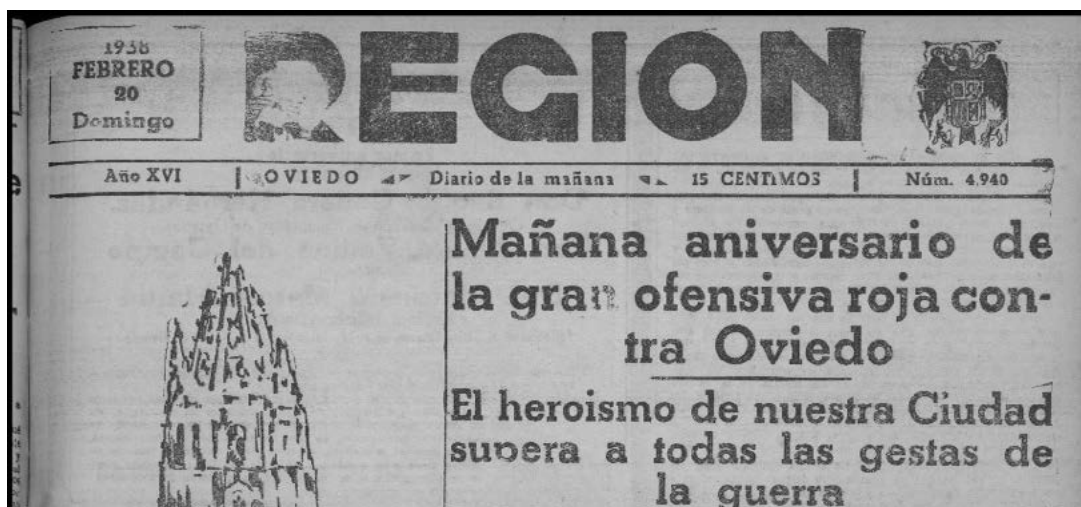 1938
FEBRERO
20
Domingo
REGION
Año XVI
OVIEDO
Diario de la mañana
15 CENTIMOS
Núm. 4.940
Mañana aniversario de
la gran ofensiva roja con-
tra Oviedo
El heroismo de nuestra Ciudad
supera a todas las gestas de
la guerra